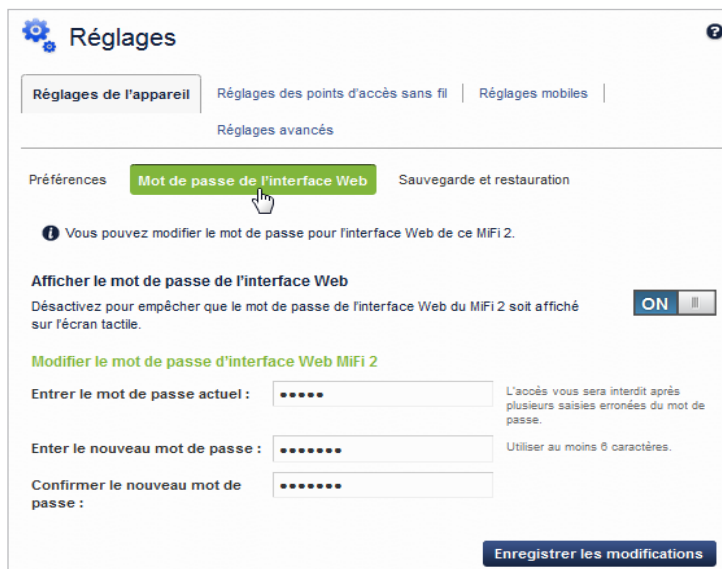 Réglages
Réglages de l'appareil
Réglages des points d'accès sans fil
Réglages mobiles
Réglages avancés
Préférences
Mot de passe de l'interface Web
Sauvegarde et restauration
Vous pouvez modifier le mot de passe pour l'interface Web de ce MiFi 2.
Afficher le mot de passe de l'interface Web
Désactivez pour empêcher que le mot de passe de l'interface Web du MiFi 2 soit affiché
sur l'écran tactile.
ON
Modifier le mot de passe d'interface Web MiFi 2
Entrer le mot de passe actuel :
L'accès vous sera interdit après
plusieurs saisies erronées du mot de
passe.
Enter le nouveau mot de passe :
Utiliser au moins 6 caractères.
Confirmer le nouveau mot de
passe :
Enregistrer les modifications